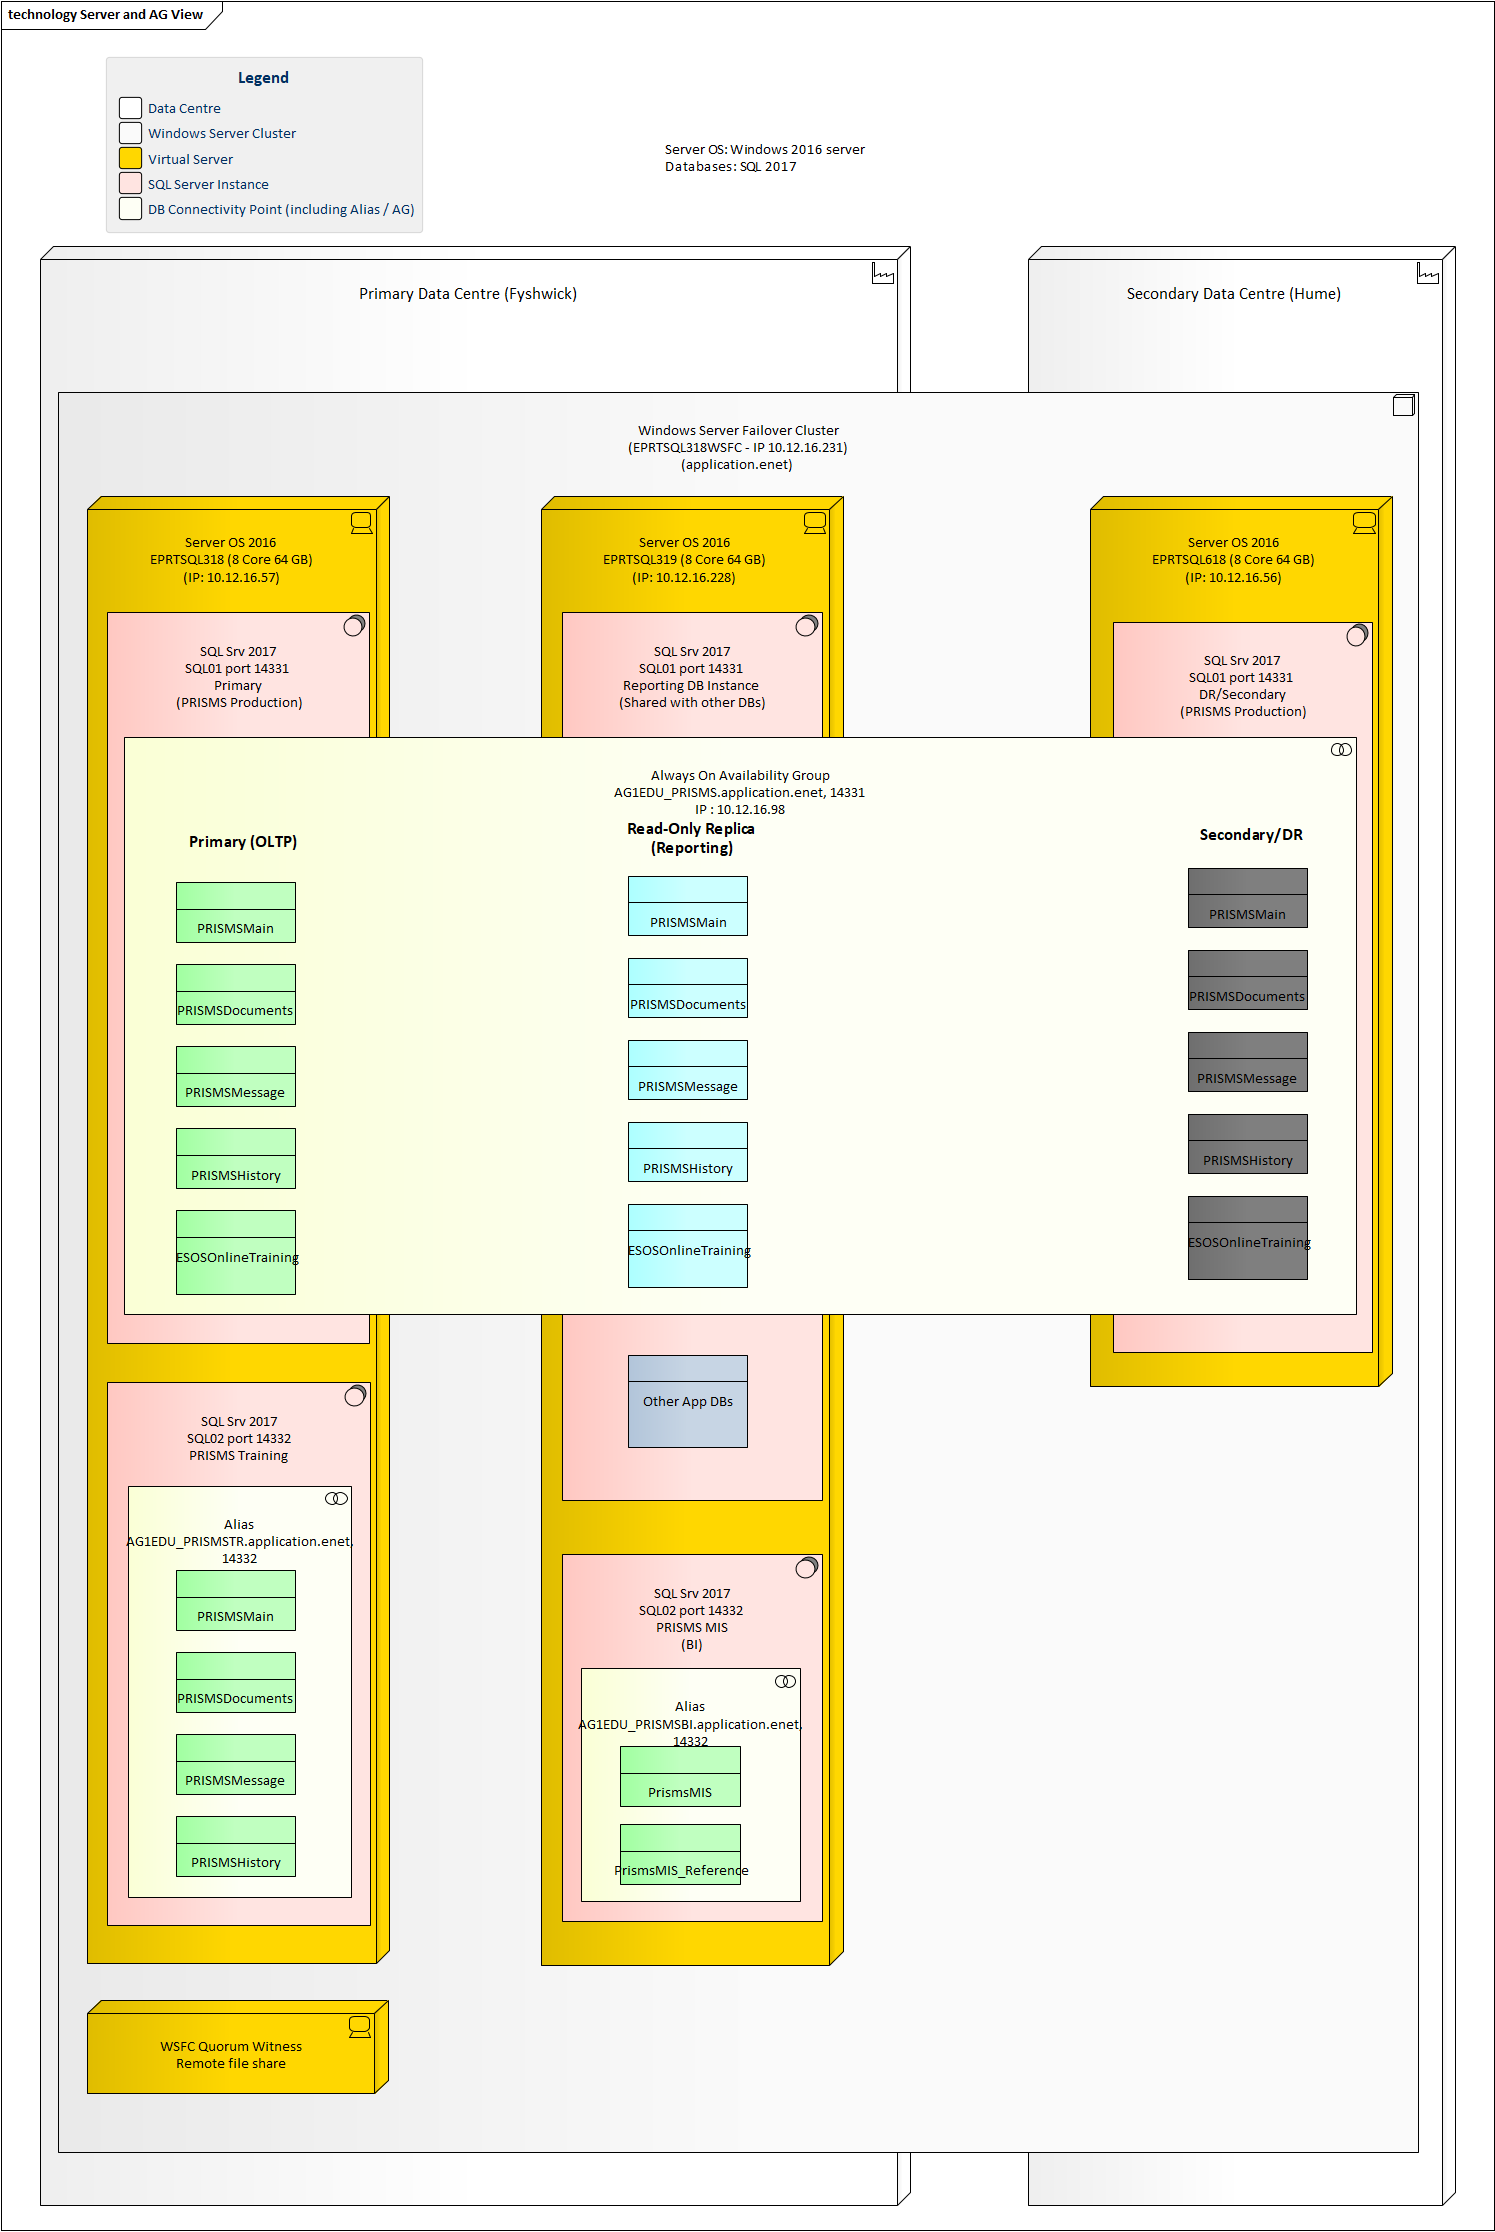 technology Server and AG View
Legend
Data Centre
Windows Server Cluster
Virtual Server
SQL Server Instance
DB Connectivity Point (including Alias / AG)
Server OS: Windows 2016 server
Databases: SQL 2017
Primary Data Centre (Fyshwick)
Secondary Data Centre (Hume)
Windows Server Failover Cluster
(EPRTSQL318WSFC - IP 10.12.16.231)
(application.enet)
Server OS 2016
EPRTSQL318 (8 Core 64 GB)
(IP: 10.12.16.57)
SQL Srv 2017
SQL01 port 14331
Primary
(PRISMS Production)
Server OS 2016
EPRTSQL319 (8 Core 64 GB)
(IP: 10.12.16.228)
SQL Srv 2017
SQL01 port 14331
Reporting DB Instance
(Shared with other DBs)
Server OS 2016
EPRTSQL618 (8 Core 64 GB)
(IP: 10.12.16.56)
SQL Srv 2017
SQL01 port 14331
DR/Secondary
(PRISMS Production)
Always On Availability Group
AG1EDU_PRISMS.application.enet, 14331
IP : 10.12.16.98
Primary (OLTP)
PRISMSMain
PRISMSDocuments
PRISMSMessage
PRISMSHistory
ESOSOnlineTraining
Read-Only Replica
(Reporting)
PRISMSMain
PRISMSDocuments
PRISMSMessage
PRISMSHistory
ESOSOnlineTraining
Secondary/DR
PRISMSMain
PRISMSDocuments
PRISMSMessage
PRISMSHistory
ESOSOnlineTraining
SQL Srv 2017
SQL02 port 14332
PRISMS Training
Alias
AG1EDU_PRISMSTR.application.enet,
14332
PRISMSMain
PRISMSDocuments
PRISMSMessage
PRISMSHistory
Other App DBs
SQL Srv 2017
SQL02 port 14332
PRISMS MIS
(BI)
Alias
AG1EDU_PRISMSBI.application.enet,
14332
PrismsMIS
PrismsMIS_Reference
WSFC Quorum Witness
Remote file share